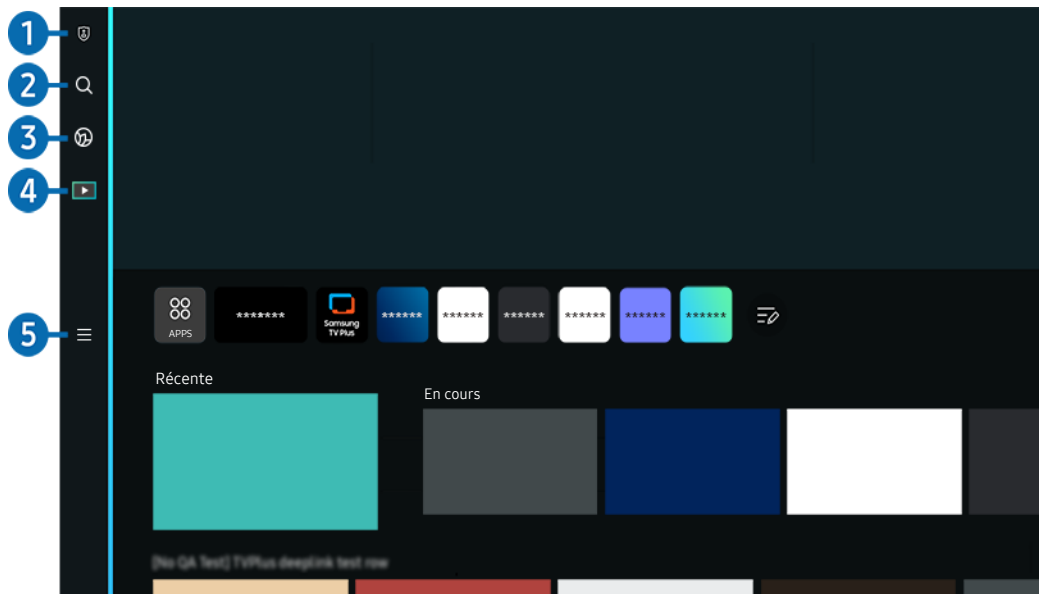 1
2
3
4
5
APPS
*******
Samsung
TV Plus
******
******
******
******
******
******
Récente
En cours
[No QA Test] TVPlus deeplink test row